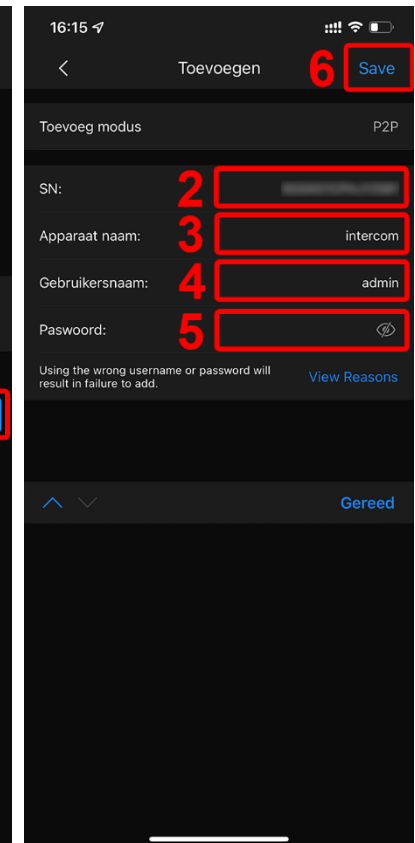 16:15
Toevoegen
6
Save
Toevoeg modus
P2P
SN:
2
Apparaat naam:
3
intercom
Gebruikersnaam:
4
admin
Paswoord:
5
Using the wrong username or password will
result in failure to add.
View Reasons
Gereed